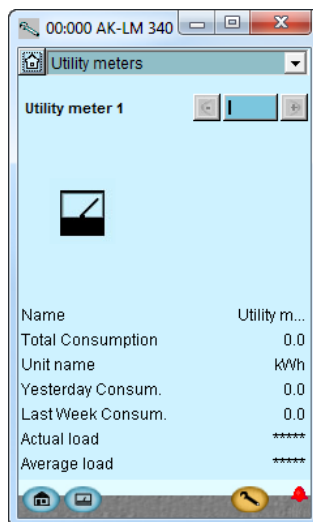 00:000 AK-LM 340
Utility meters
Utility meter 1
Name Utility m...
Total Consumption 0.0
Unit name kWh
Yesterday Consum. 0.0
Last Week Consum. 0.0
Actual load *****
Average load *****